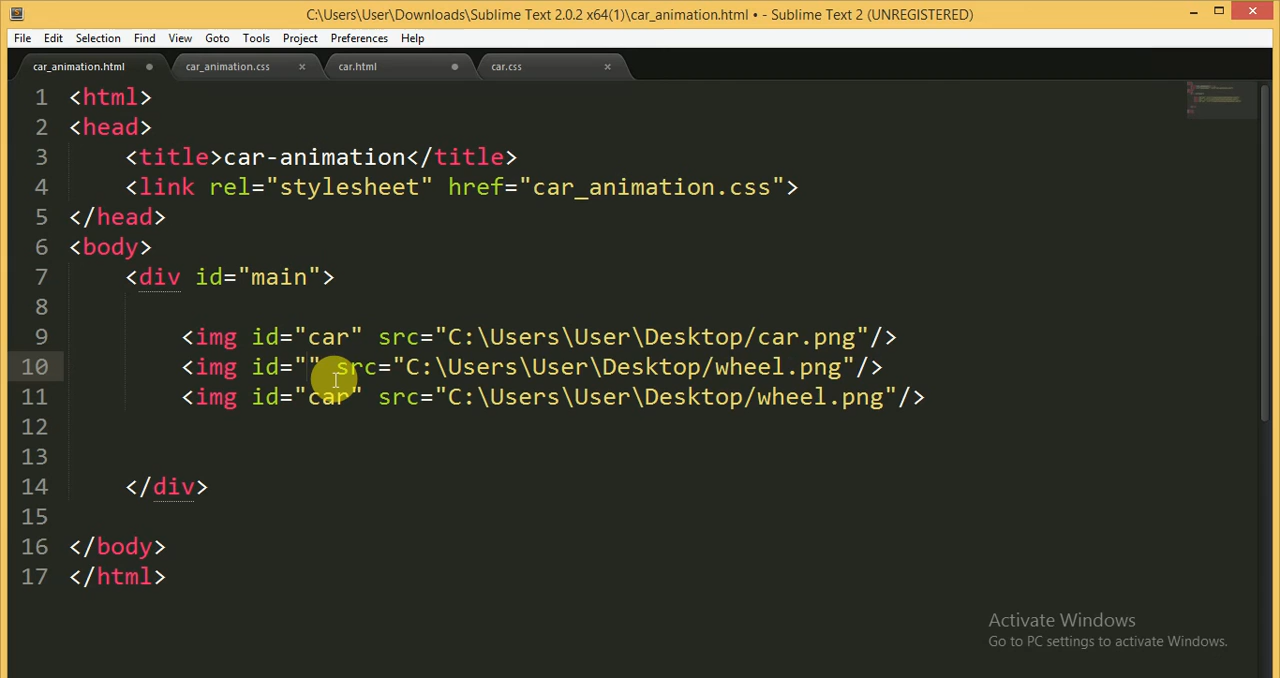 C:\Users\User\Downloads\Sublime Text 2.0.2 x64(1)\car_animation.html • - Sublime Text 2 (UNREGISTERED)
File Edit Selection Find View Goto Tools Project Preferences Help
car_animation.html car_animation.css car.html car.css
1 <html>
2 <head>
3 <title>car-animation</title>
4 <link rel="stylesheet" href="car_animation.css">
5 </head>
6 <body>
7 <div id="main">
8
9 <img id="car" src="C:\Users\User\Desktop/car.png"/>
10 <img id="" src="C:\Users\User\Desktop/wheel.png"/>
11 <img id="car" src="C:\Users\User\Desktop/wheel.png"/>
12
13
14 </div>
15
16 </body>
17 </html>
Activate Windows
Go to PC settings to activate Windows.